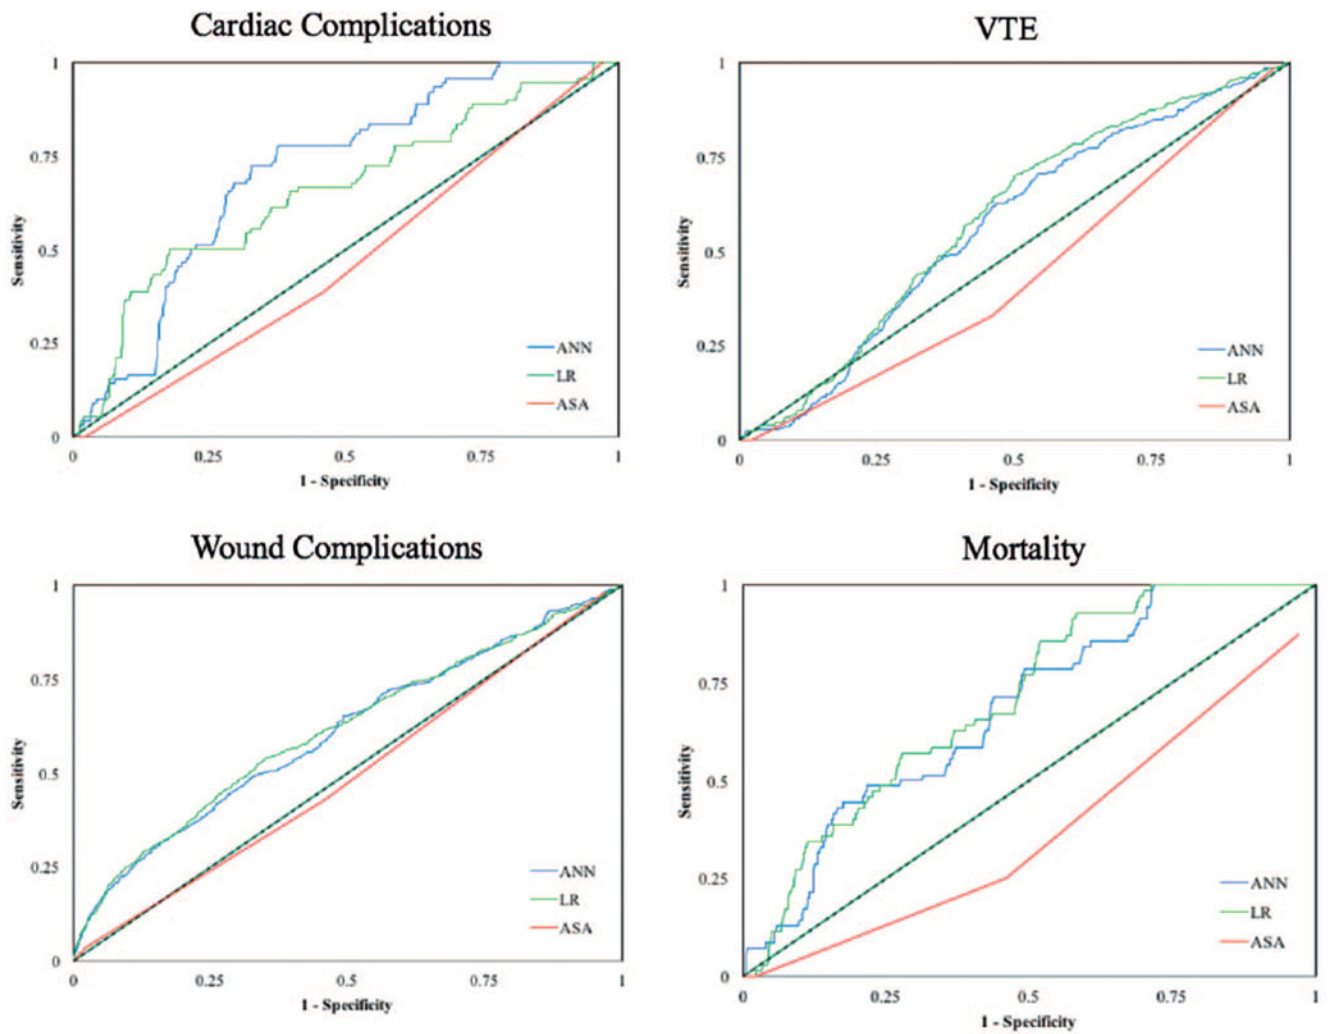 Cardiac Complications
1
0.75
0.5
0.25
0
Sensitivity
ANN
LR
ASA
0 0.25 0.5 0.75 1
1 - Specificity
VTE
1
0.75
0.5
0.25
0
Sensitivity
ANN
LR
ASA
0 0.25 0.5 0.75 1
1 - Specificity
Wound Complications
1
0.75
0.5
0.25
0
Sensitivity
ANN
LR
ASA
0 0.25 0.5 0.75 1
1 - Specificity
Mortality
1
0.75
0.5
0.25
0
Sensitivity
ANN
LR
ASA
0 0.25 0.5 0.75 1
1 - Specificity